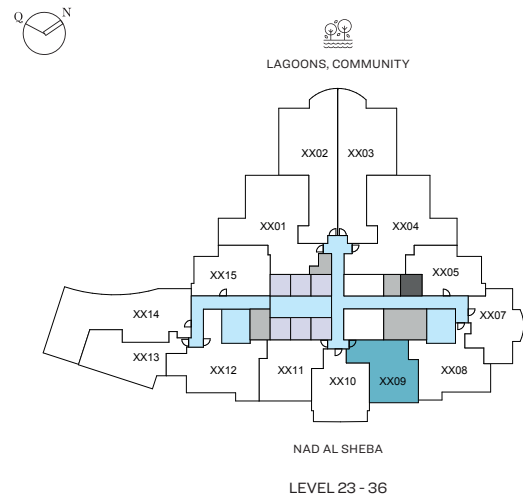 Q N
LAGOONS, COMMUNITY
XX02 XX03
XX01 XX04
XX15 XX05
XX14 XX07
XX13 XX12 XX11 XX10 XX09 XX08
NAD AL SHEBA
LEVEL 23 - 36